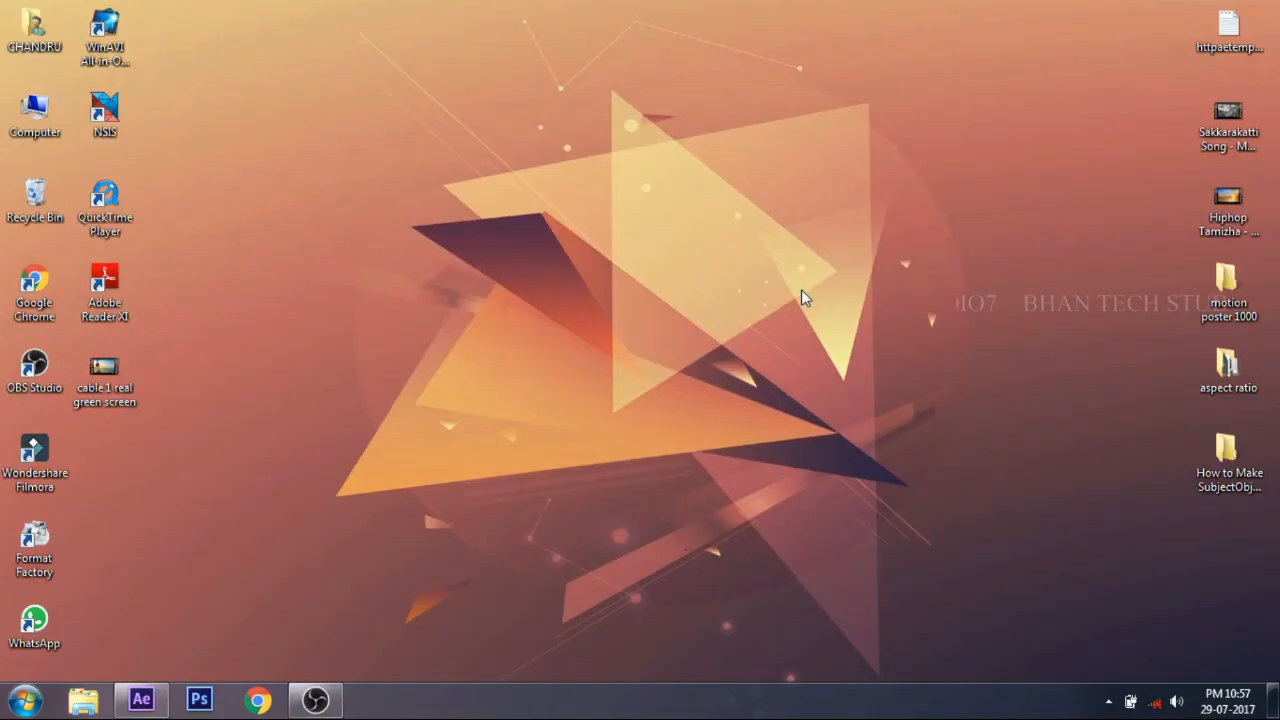 CHANDRU
WinAVI
All-in-O...
Computer
NSIS
Recycle Bin
QuickTime
Player
Google
Chrome
Adobe
Reader XI
OBS Studio
cable 1 real
green screen
Wondershare
Filmora
Format
Factory
WhatsApp
IO7 BHAN TECH STU
httpaetemp...
Sakkarakatti
Song - M...
Hiphop
Tamizha - ...
motion
poster1000
aspect ratio
How to Make
SubjectObj...
Ae
Ps
PM 10:57
29-07-2017